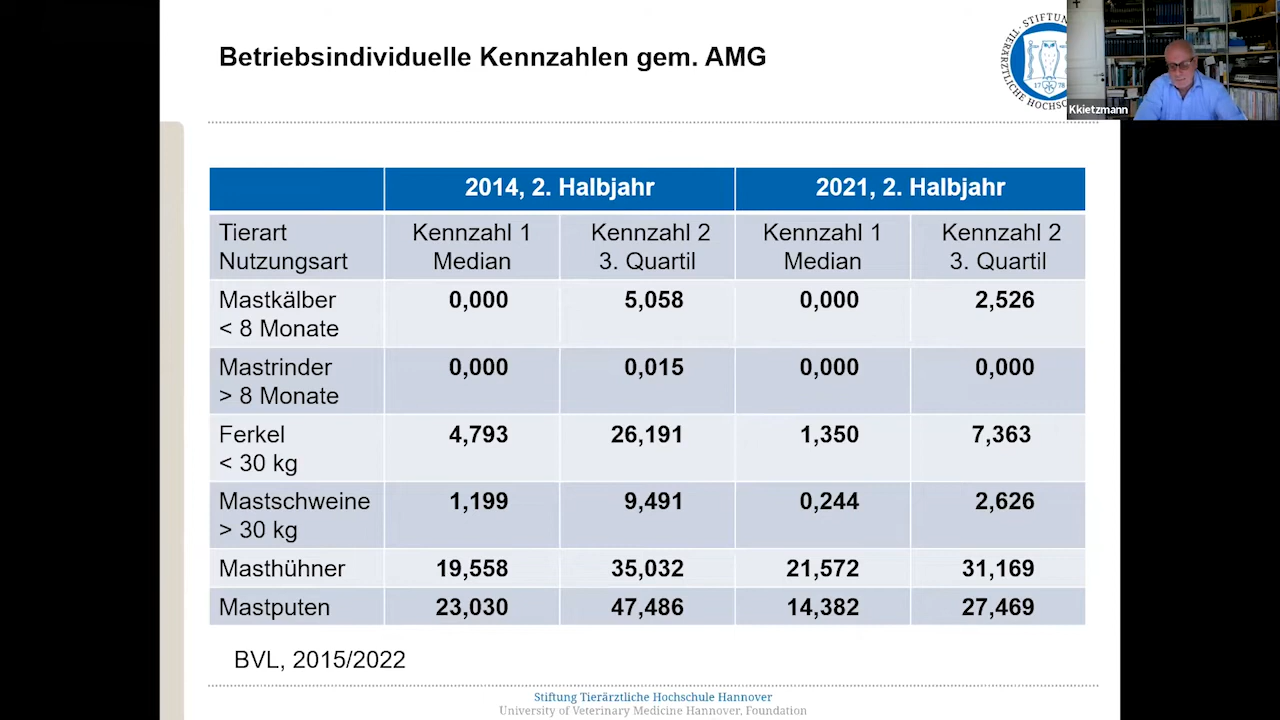 Betriebsindividuelle Kennzahlen gem. AMG
STIFTUNG
TIERÄRZTLICHE HOCHSC
1778
Kkietzmann
2014, 2. Halbjahr 2021, 2. Halbjahr
Tierart Kennzahl 1 Kennzahl 2 Kennzahl 1 Kennzahl 2
Nutzungsart Median 3. Quartil Median 3. Quartil
Mastkälber 0,000 5,058 0,000 2,526
< 8 Monate
Mastrinder 0,000 0,015 0,000 0,000
> 8 Monate
Ferkel 4,793 26,191 1,350 7,363
< 30 kg
Mastschweine 1,199 9,491 0,244 2,626
> 30 kg
Masthühner 19,558 35,032 21,572 31,169
Mastputen 23,030 47,486 14,382 27,469
BVL, 2015/2022
Stiftung Tierärztliche Hochschule Hannover
University of Veterinary Medicine Hannover, Foundation